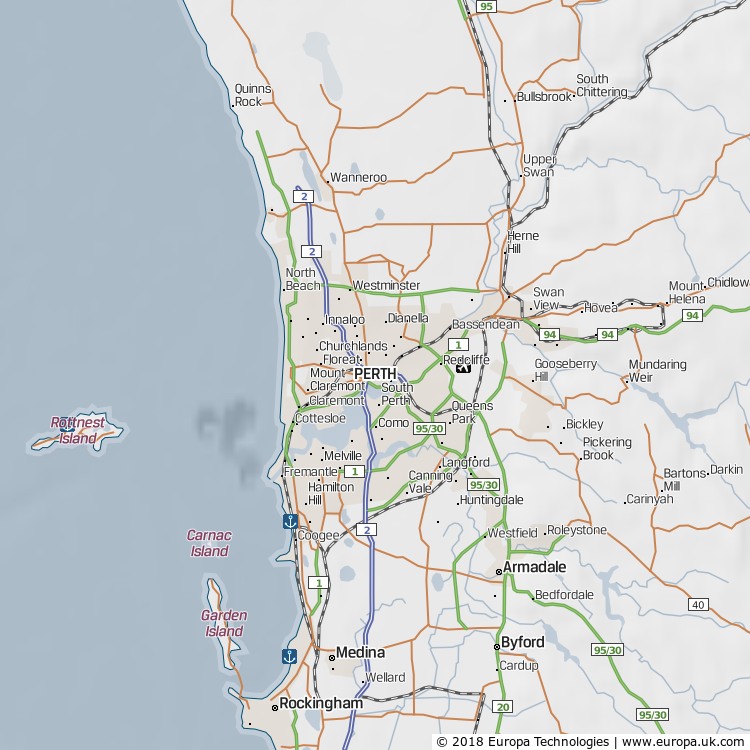 95
Quinns
Rock
South
Chittering
Bullsbrook
Upper
Swan
Wanneroo
2
Herne
Hill
2
North
Beach
Westminster
Swan
View
Hovea
Mount
Helena
Chidlow
Innaloo
Dianella
Bassendean
94
94
94
1
Churchlands
Floreat
Redcliffe
Gooseberry
Hill
Mundaring
Weir
Mount
Claremont
PERTH
Claremont
South
Perth
Cottesloe
Como
Queens
Park
95/30
Bickley
Rottnest
Island
Pickering
Brook
Melville
Fremantle
1
Langford
Canning
Vale
95/30
Bartons
Mill
Darkin
Hamilton
Hill
Huntingdale
Carinyah
Carnac
Island
Coogee
2
Westfield
Roleystone
1
Armadale
Bedfordale
40
Garden
Island
Byford
95/30
Medina
Cardup
Wellard
Rockingham
20
95/30
© 2018 Europa Technologies | www.europa.uk.com